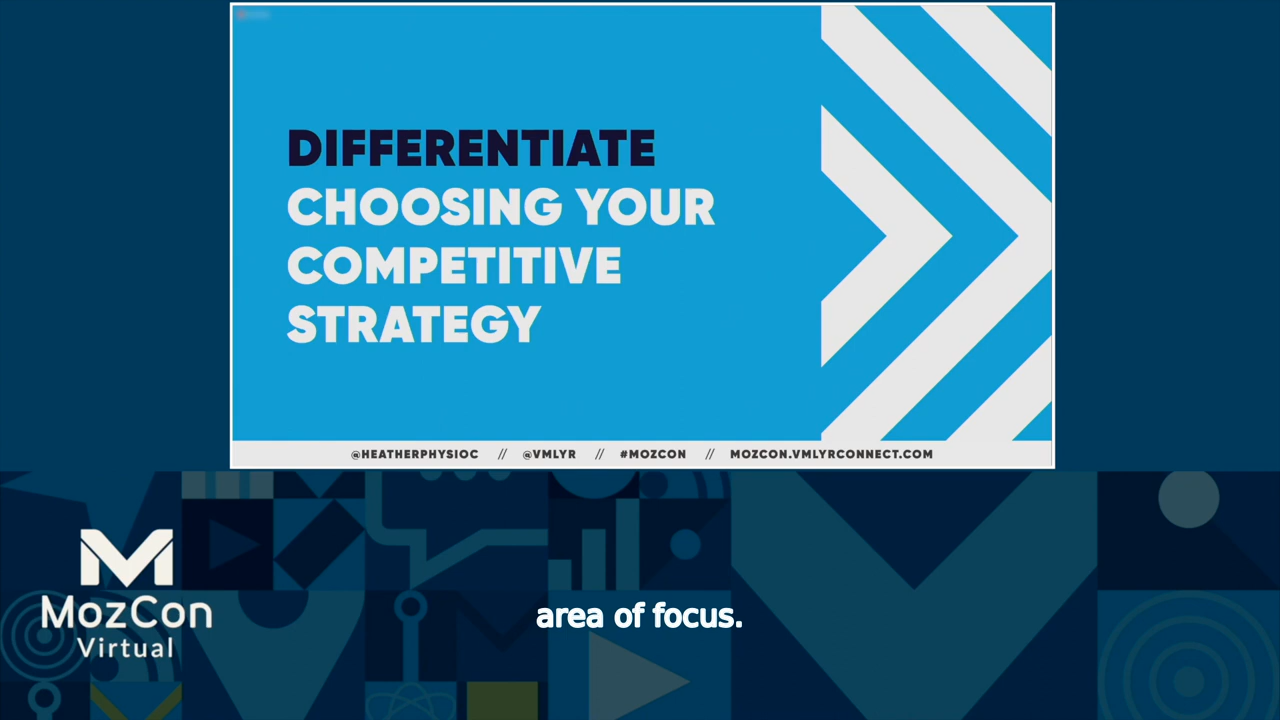 DIFFERENTIATE
CHOOSING YOUR
COMPETITIVE
STRATEGY
@HEATHERPHYSIOC // @VMLYR // #MOZCON // MOZCON.VMLYRCONNECT.COM
MozCon
Virtual
area of focus.